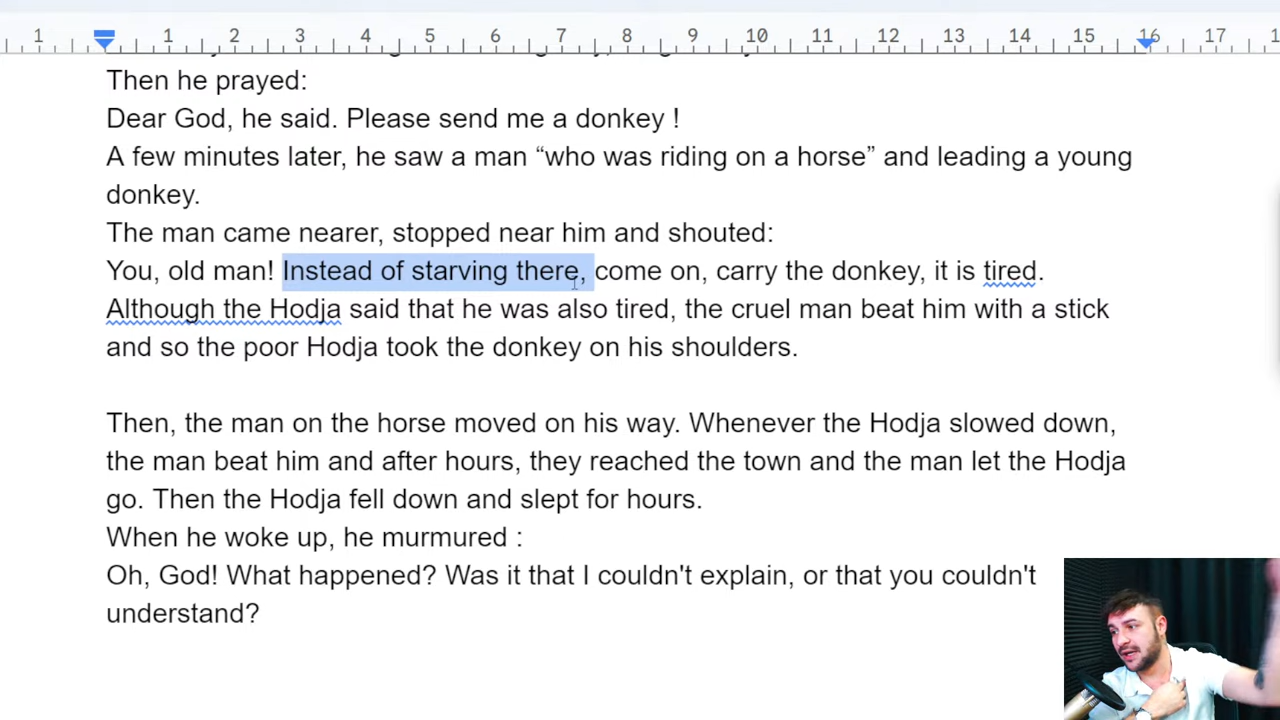 1 1 2 3 4 5 6 7 8 9 10 11 12 13 14 15 16 17
Then he prayed:
Dear God, he said. Please send me a donkey !
A few minutes later, he saw a man “who was riding on a horse” and leading a young
donkey.
The man came nearer, stopped near him and shouted:
You, old man! Instead of starving there, come on, carry the donkey, it is tired.
Although the Hodja said that he was also tired, the cruel man beat him with a stick
and so the poor Hodja took the donkey on his shoulders.
Then, the man on the horse moved on his way. Whenever the Hodja slowed down,
the man beat him and after hours, they reached the town and the man let the Hodja
go. Then the Hodja fell down and slept for hours.
When he woke up, he murmured :
Oh, God! What happened? Was it that I couldn't explain, or that you couldn't
understand?